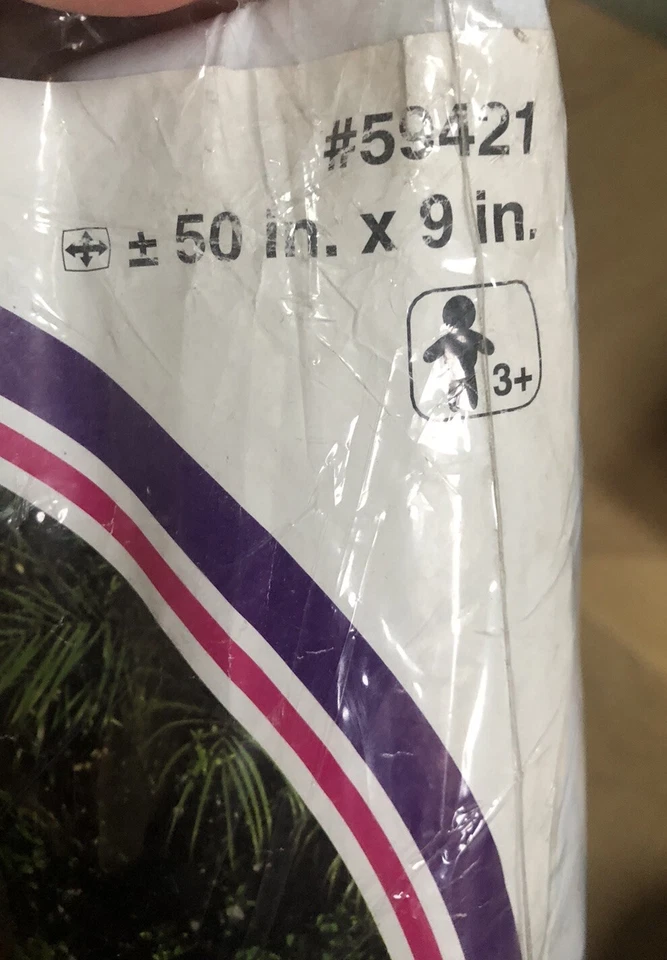 #59421
± 50 in. x 9 in.
3+